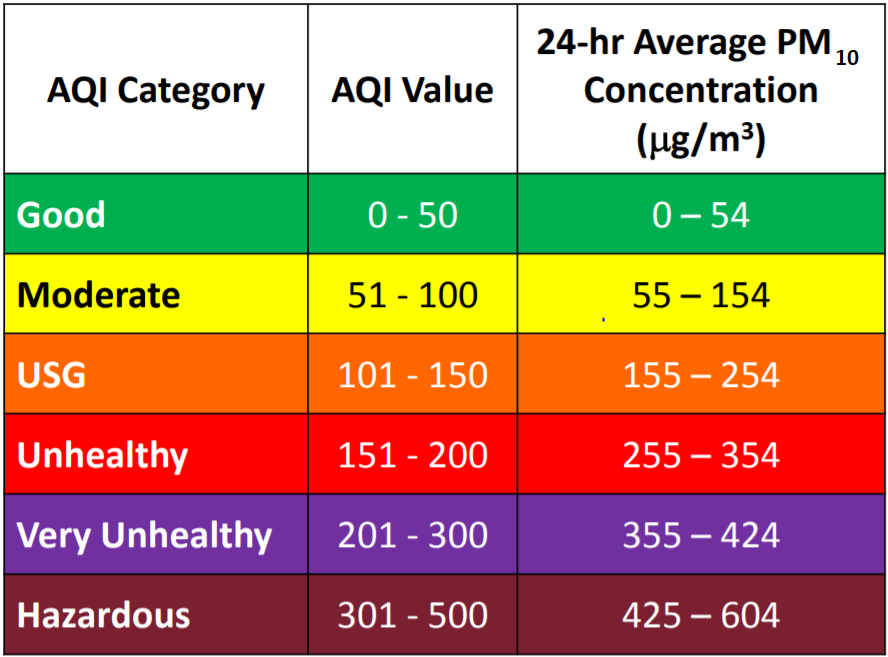 AQI Category AQI Value 24-hr Average PM10
Concentration
(μg/m³)
Good 0 - 50 0 – 54
Moderate 51 - 100 55 – 154
USG 101 - 150 155 – 254
Unhealthy 151 - 200 255 – 354
Very Unhealthy 201 - 300 355 – 424
Hazardous 301 - 500 425 – 604